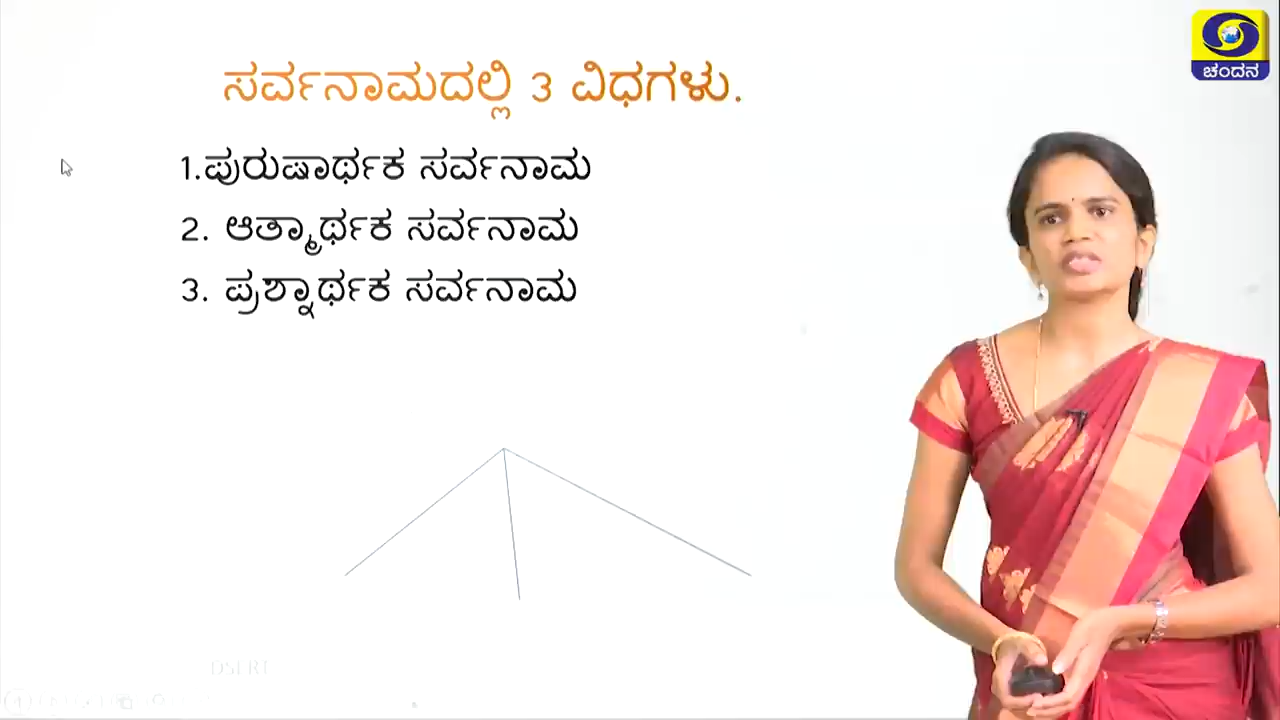 ಸರ್ವನಾಮದಲ್ಲಿ 3 ವಿಧಗಳು.
1.ಪುರುಷಾರ್ಥಕ ಸರ್ವನಾಮ
2. ಆತ್ಮಾರ್ಥಕ ಸರ್ವನಾಮ
3. ಪ್ರಶ್ನಾರ್ಥಕ ಸರ್ವನಾಮ
ಚಂದನ
DSERT